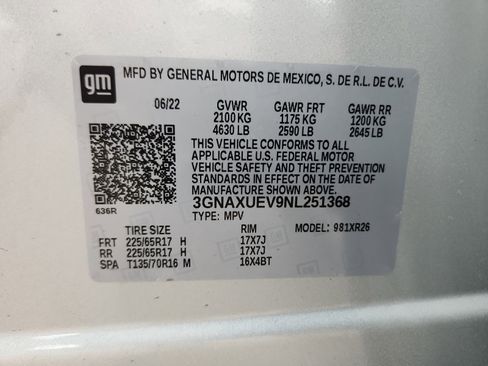 gm
MFD BY GENERAL MOTORS DE MEXICO, S. DE R.L. DE C.V.
06/22 GVWR GAWR FRT GAWR RR
2100 KG 1175 KG 1200 KG
4630 LB 2590 LB 2645 LB
THIS VEHICLE CONFORMS TO ALL
APPLICABLE U.S. FEDERAL MOTOR
VEHICLE SAFETY AND THEFT PREVENTION
STANDARDS IN EFFECT ON THE DATE OF
MANUFACTURE SHOWN ABOVE.
3GNAXUEV9NL251368
636R TYPE: MPV MODEL: 981XR26
TIRE SIZE RIM
FRT 225/65R17 H 17X7J
RR 225/65R17 H 17X7J
SPA T135/70R16 M 16X4BT